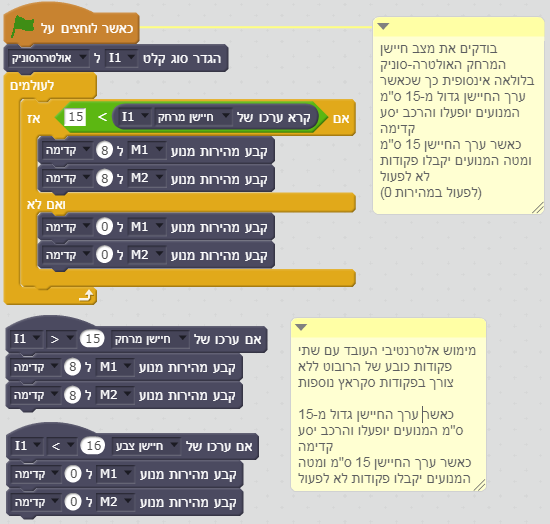 כאשר לוחצים על
הגדר סוג קלט I1 ל אולטרהסוניק
לעולמים
אם קרא ערכו של חיישן מרחק I1 > 15 אז
קבע מהירות מנוע M1 ל 8 קדימה
קבע מהירות מנוע M2 ל 8 קדימה
ואם לא
קבע מהירות מנוע M1 ל 0 קדימה
קבע מהירות מנוע M2 ל 0 קדימה
בודקים את מצב חיישן
המרחק האולטרה-סוניק
בלולאה אינסופית כך שכאשר
ערך החיישן גדול מ-15 ס"מ
המנועים יופעלו והרכב יסע
קדימה
כאשר ערך החיישן 15 ס"מ
ומטה המנועים יקבלו פקודות
לא לפעול
(לפעול במהירות 0)
אם ערכו של חיישן מרחק 15 > I1
קבע מהירות מנוע M1 ל 8 קדימה
קבע מהירות מנוע M2 ל 8 קדימה
אם ערכו של חיישן צבע 16 < I1
קבע מהירות מנוע M1 ל 0 קדימה
קבע מהירות מנוע M2 ל 0 קדימה
מימוש אלטרנטיבי העובד עם שתי
פקודות כובע של הרובוט ללא
צורך בפקודות סקראץ נוספות
כאשר ערך החיישן גדול מ-15
ס"מ המנועים יופעלו והרכב יסע
קדימה
כאשר ערך החיישן 15 ס"מ ומטה
המנועים יקבלו פקודות לא לפעול